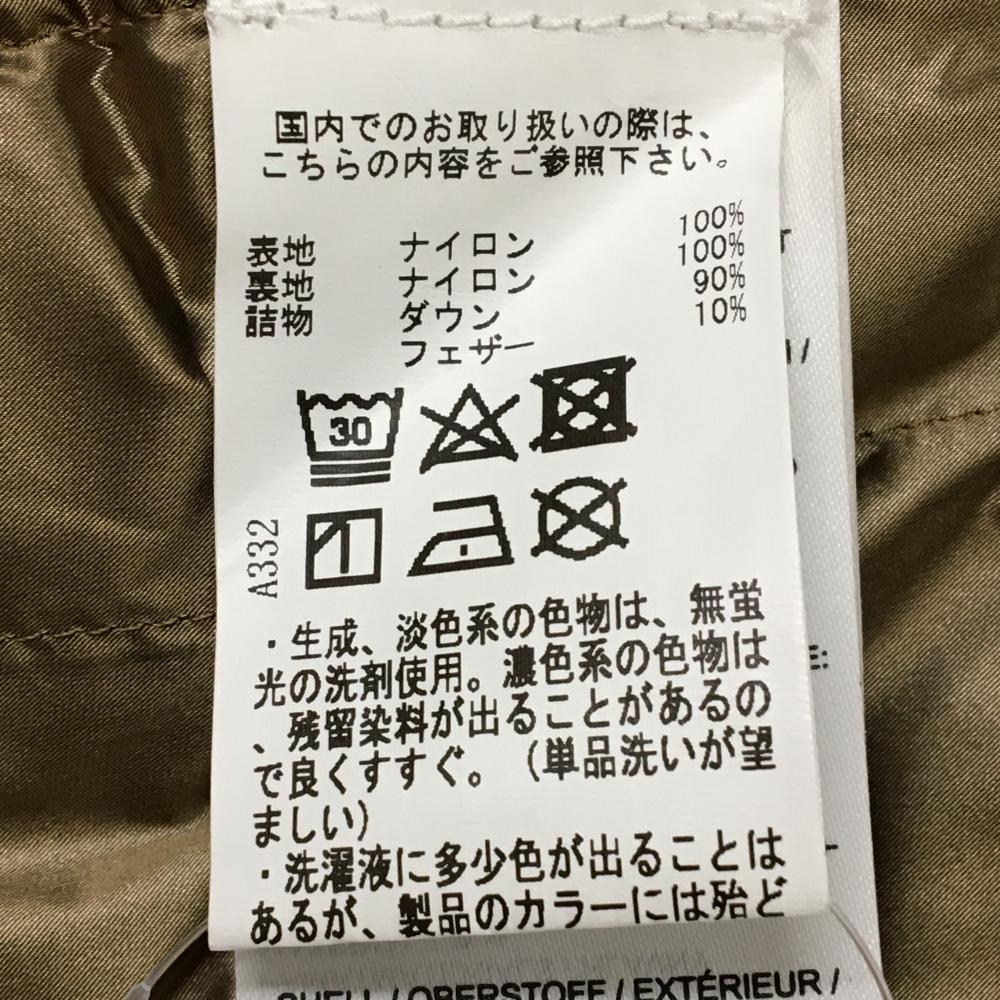 国内でのお取り扱いの際は、
こちらの内容をご参照下さい。
表地 ナイロン 100%
裏地 ナイロン 100%
詰物 ダウン 90%
フェザー 10%
30
A332
・生成、淡色系の色物は、無蛍
光の洗剤使用。濃色系の色物は
、残留染料が出ることがあるの
で良くすすぐ。（単品洗いが望
ましい）
・洗濯液に多少色が出ることは
あるが、製品のカラーには殆ど
SHELL / OBERSTOFF / EXTÉRIEUR /